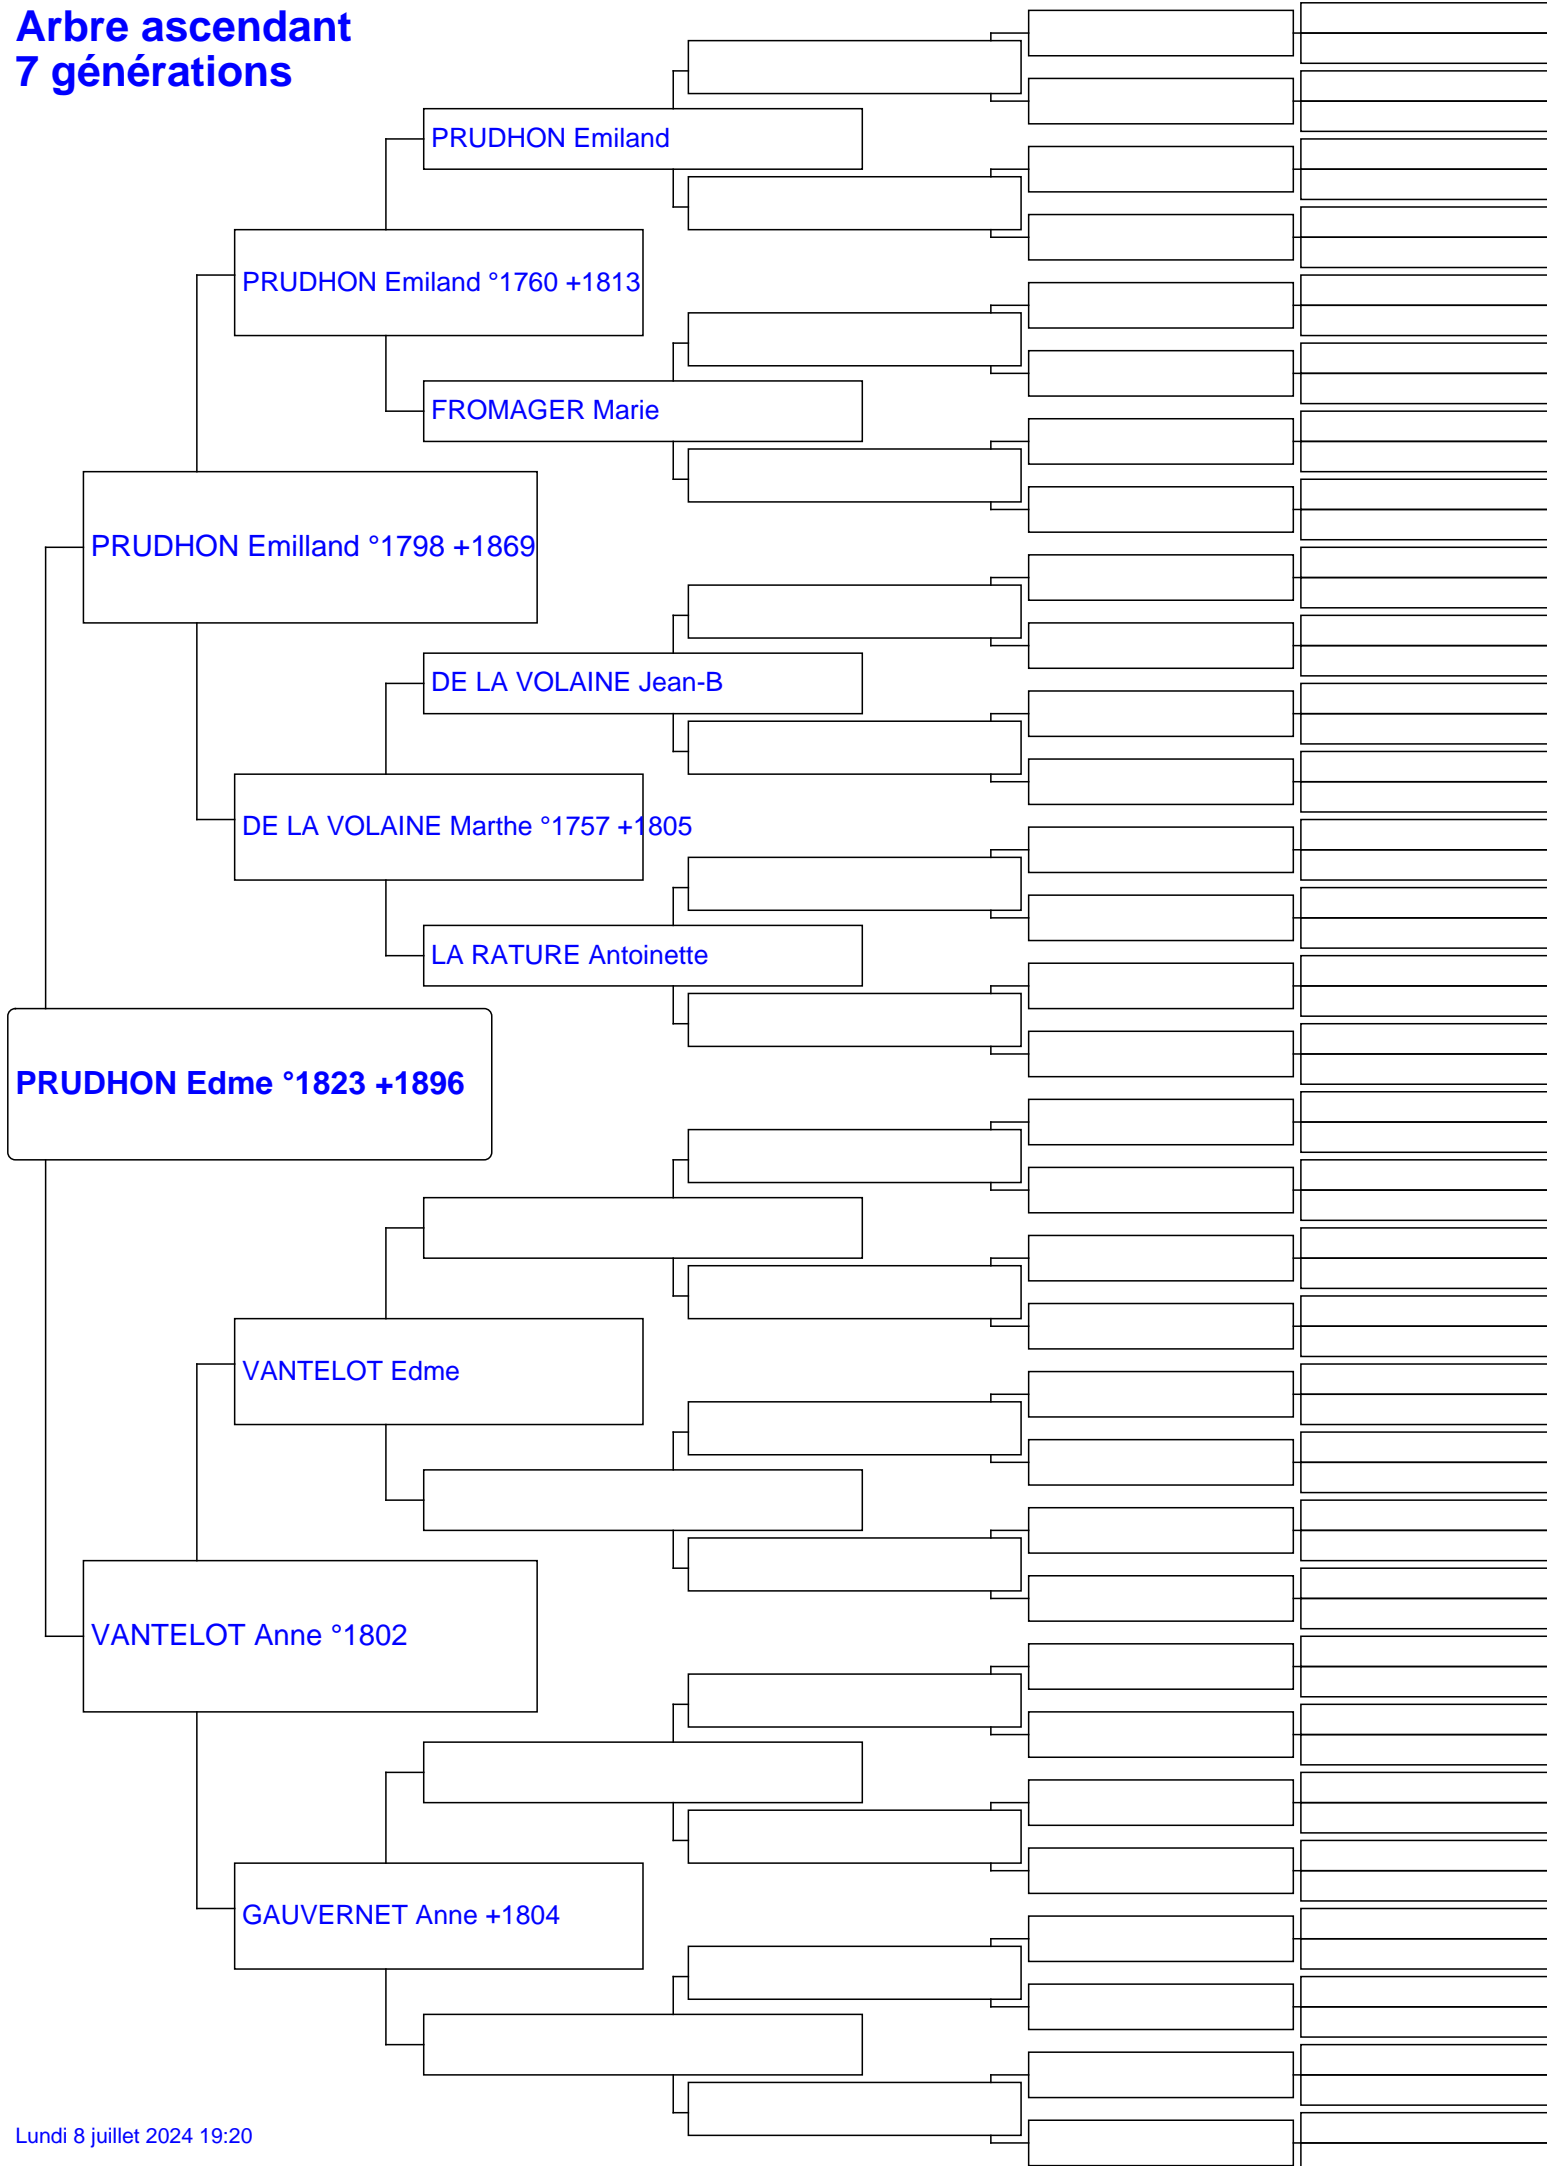 Arbre ascendant
7 générations
PRUDHON Emiland
PRUDHON Emiland °1760 +1813
FROMAGER Marie
PRUDHON Emilland °1798 +1869
DE LA VOLAINE Jean-B
DE LA VOLAINE Marthe °1757 +1805
LA RATURE Antoinette
PRUDHON Edme °1823 +1896
VANTELOT Edme
VANTELOT Anne °1802
GAUVERNET Anne +1804
Lundi 8 juillet 2024 19:20